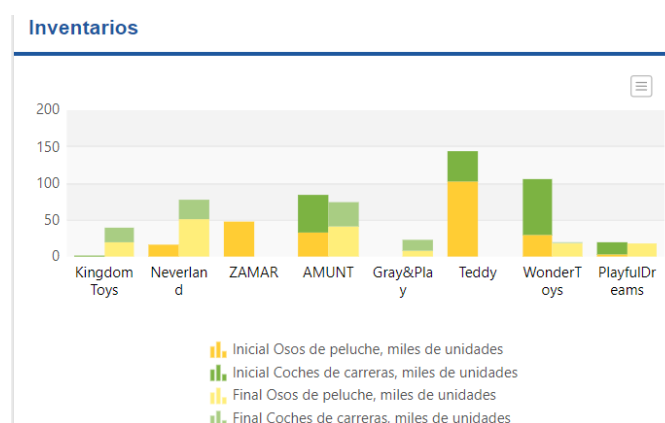 Inventarios
200
150
100
50
0
Kingdom Toys
Neverlan d
ZAMAR
AMUNT
Gray&Pla y
Teddy
WonderT oys
PlayfulDr eams
Inicial Osos de peluche, miles de unidades
Inicial Coches de carreras, miles de unidades
Final Osos de peluche, miles de unidades
Final Coches de carreras, miles de unidades